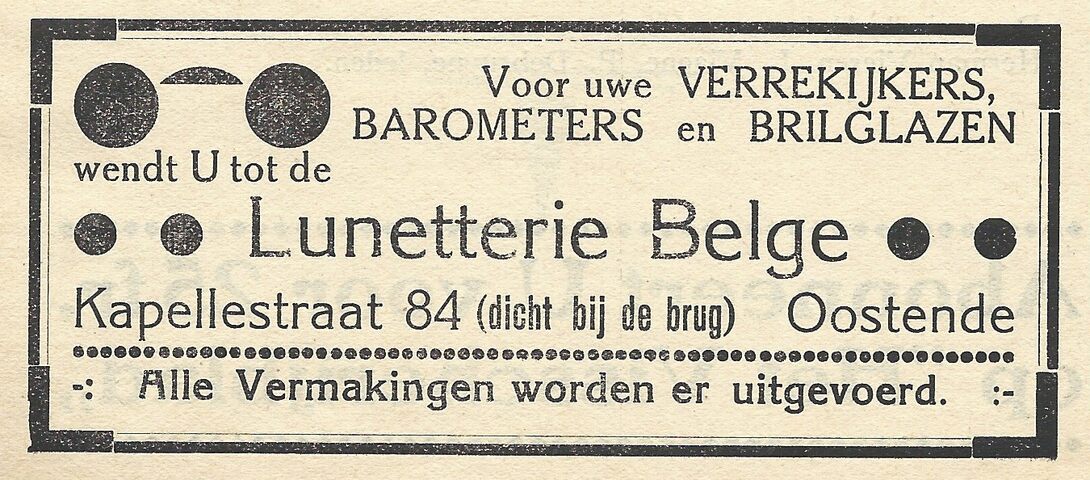 Voor uwe VERREKIJKERS,
BAROMETERS en BRILGLAZEN
wendt U tot de
Lunetterie Belge
Kapellestraat 84 (dicht bij de brug) Oostende
-: Alle Vermakingen worden er uitgevoerd. :-